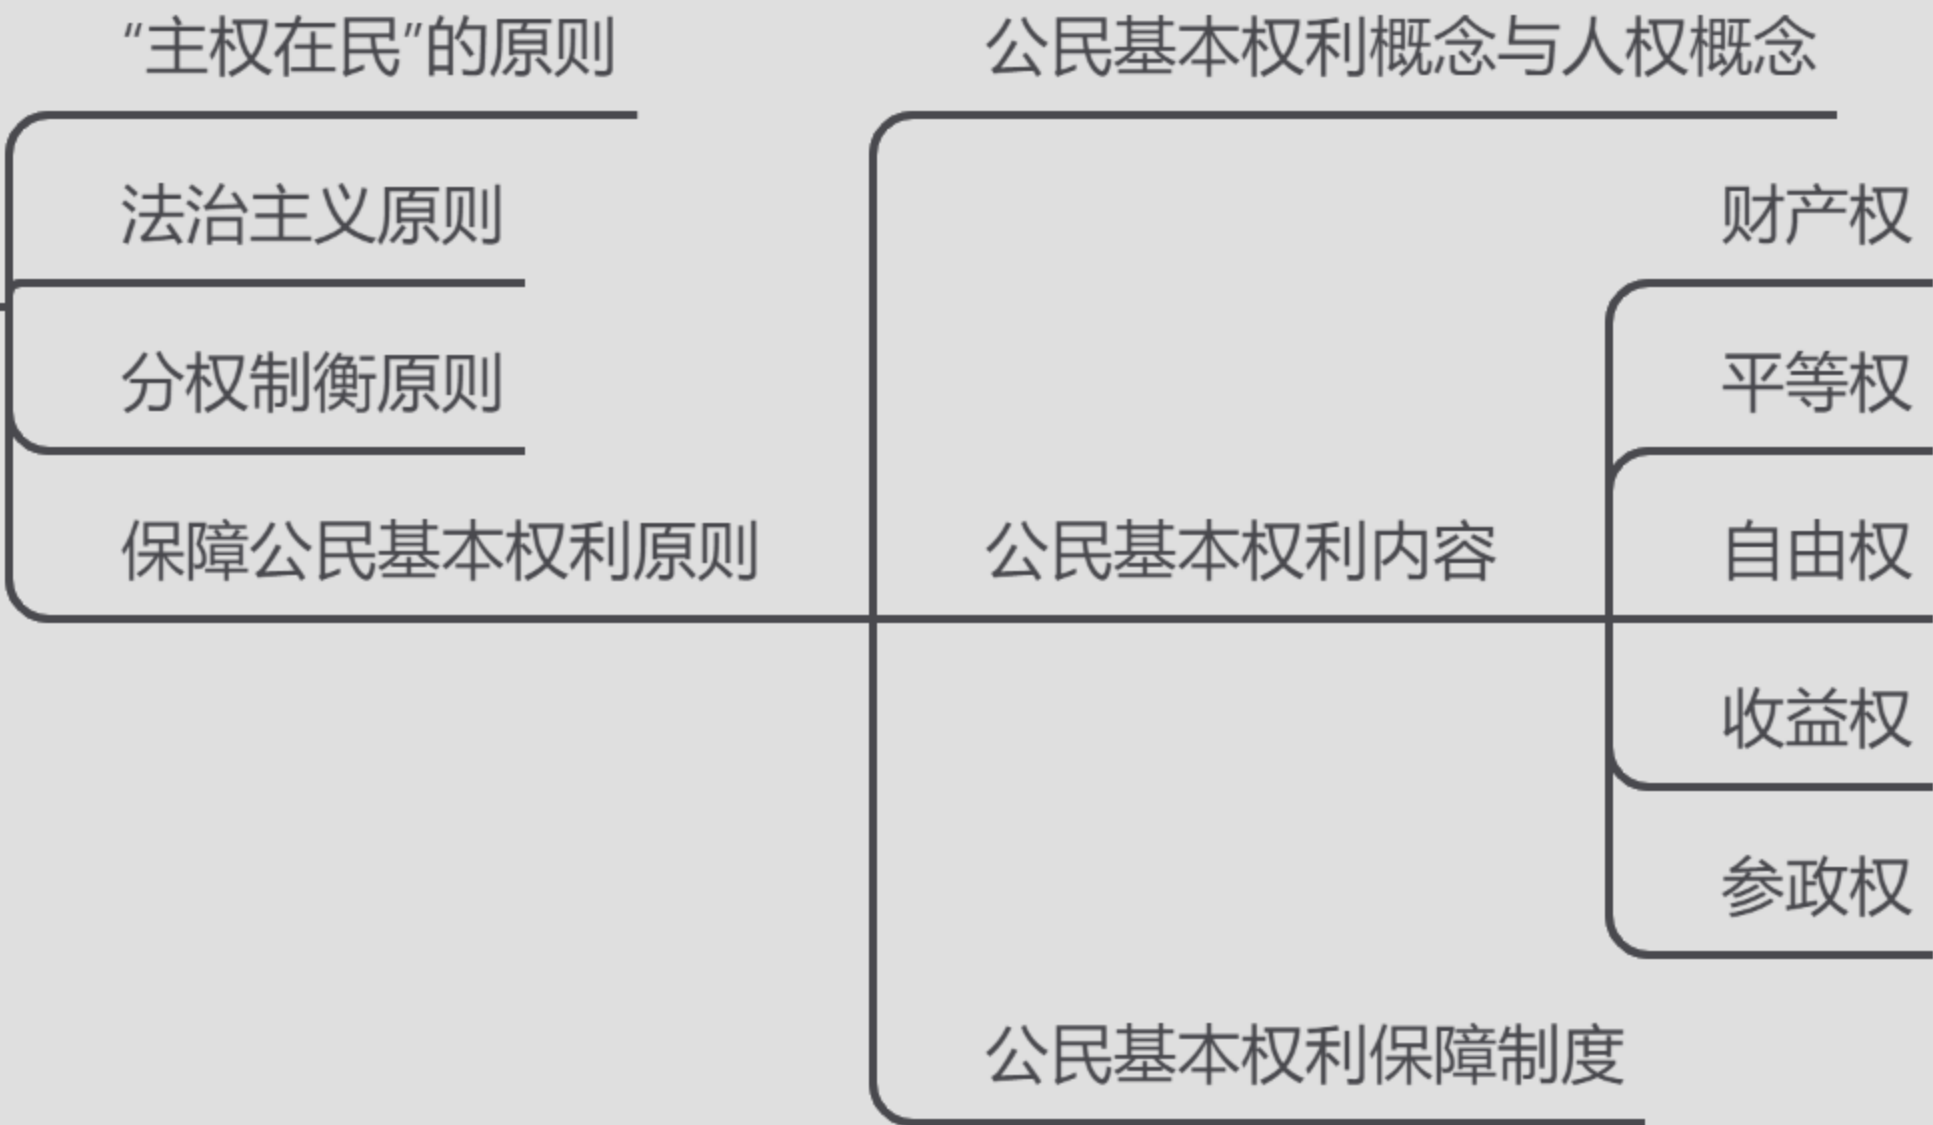 “主权在民”的原则
法治主义原则
分权制衡原则
保障公民基本权利原则
公民基本权利概念与人权概念
公民基本权利内容
财产权
平等权
自由权
收益权
参政权
公民基本权利保障制度